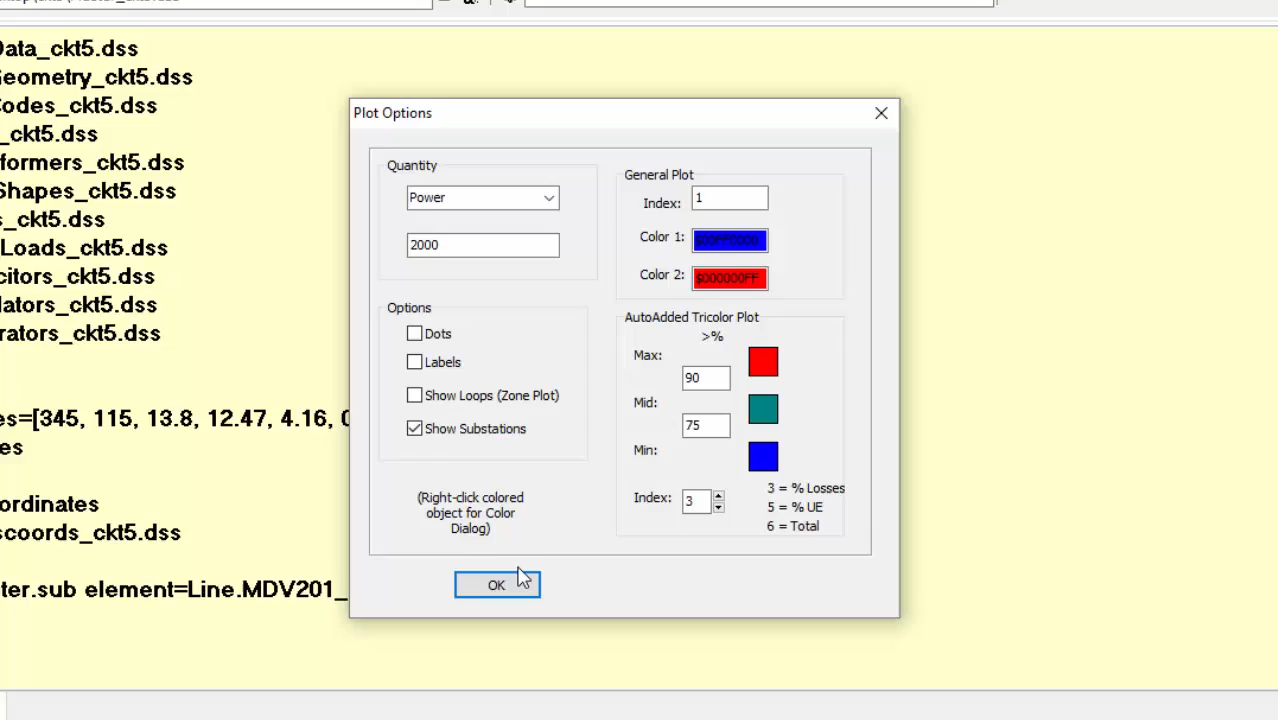 Data_ckt5.dss
Geometry_ckt5.dss
Codes_ckt5.dss
_ckt5.dss
formers_ckt5.dss
Shapes_ckt5.dss
s_ckt5.dss
Loads_ckt5.dss
citors_ckt5.dss
lators_ckt5.dss
rators_ckt5.dss
es=[345, 115, 13.8, 12.47, 4.16, 0
es
ordinates
scoords_ckt5.dss
ter.sub element=Line.MDV201_
Plot Options
Quantity
Power
2000
Options
Dots
Labels
Show Loops (Zone Plot)
Show Substations
(Right-click colored
object for Color
Dialog)
General Plot
Index: 1
Color 1: $00FF0000
Color 2: $000000FF
AutoAdded Tricolor Plot
>%
Max:
90
Mid:
75
Min:
Index: 3
3 = % Losses
5 = % UE
6 = Total
OK